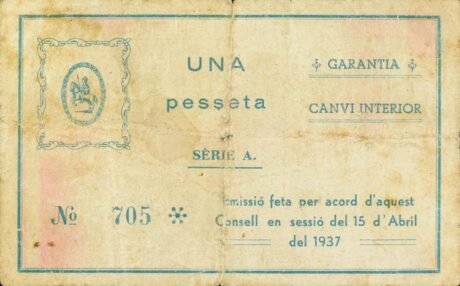 UNA
pesseta
SÈRIE A.
GARANTIA
CANVI INTERIOR
№ 705
Emissió feta per acord d'aquest
Consell en sessió del 15 d'Abril
del 1937